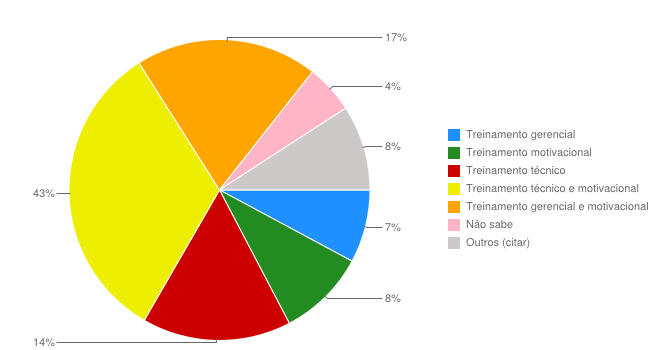 17%
4%
8%
43%
7%
8%
14%
Treinamento gerencial
Treinamento motivacional
Treinamento técnico
Treinamento técnico e motivacional
Treinamento gerencial e motivacional
Não sabe
Outros (citar)